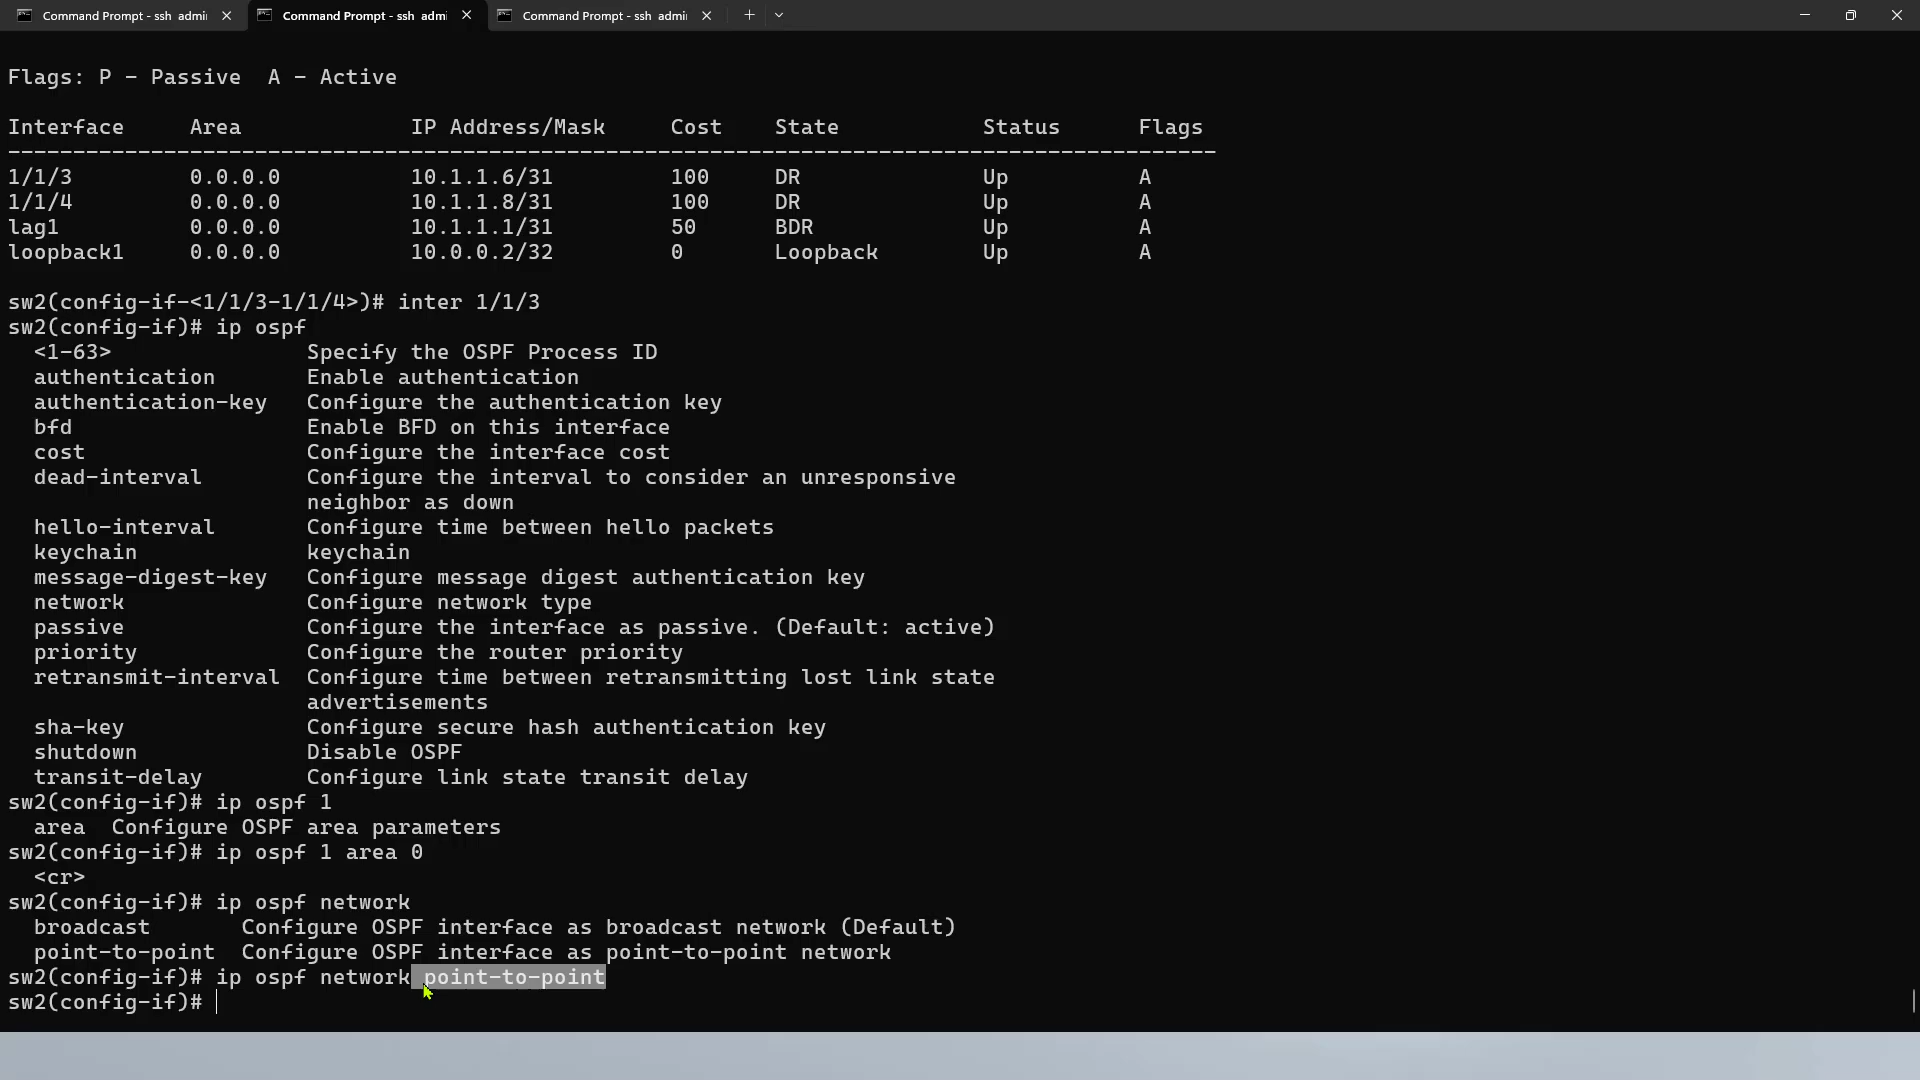 Command Prompt - ssh admi
Command Prompt - ssh admi
Command Prompt - ssh admi
Flags: P - Passive  A - Active
Interface     Area             IP Address/Mask     Cost    State           Status      Flags
-----------------------------------------------------------------------------------------------
1/1/3         0.0.0.0          10.1.1.6/31         100     DR              Up          A
1/1/4         0.0.0.0          10.1.1.8/31         100     DR              Up          A
lag1          0.0.0.0          10.1.1.1/31         50      BDR             Up          A
loopback1     0.0.0.0          10.0.0.2/32         0       Loopback        Up          A
sw2(config-if-<1/1/3-1/1/4>)# inter 1/1/3
sw2(config-if)# ip ospf
  <1-63>               Specify the OSPF Process ID
  authentication       Enable authentication
  authentication-key   Configure the authentication key
  bfd                  Enable BFD on this interface
  cost                 Configure the interface cost
  dead-interval        Configure the interval to consider an unresponsive
                       neighbor as down
  hello-interval       Configure time between hello packets
  keychain             keychain
  message-digest-key   Configure message digest authentication key
  network              Configure network type
  passive              Configure the interface as passive. (Default: active)
  priority             Configure the router priority
  retransmit-interval  Configure time between retransmitting lost link state
                       advertisements
  sha-key              Configure secure hash authentication key
  shutdown             Disable OSPF
  transit-delay        Configure link state transit delay
sw2(config-if)# ip ospf 1
  area  Configure OSPF area parameters
sw2(config-if)# ip ospf 1 area 0
  <cr>
sw2(config-if)# ip ospf network
  broadcast       Configure OSPF interface as broadcast network (Default)
  point-to-point  Configure OSPF interface as point-to-point network
sw2(config-if)# ip ospf network point-to-point
sw2(config-if)#